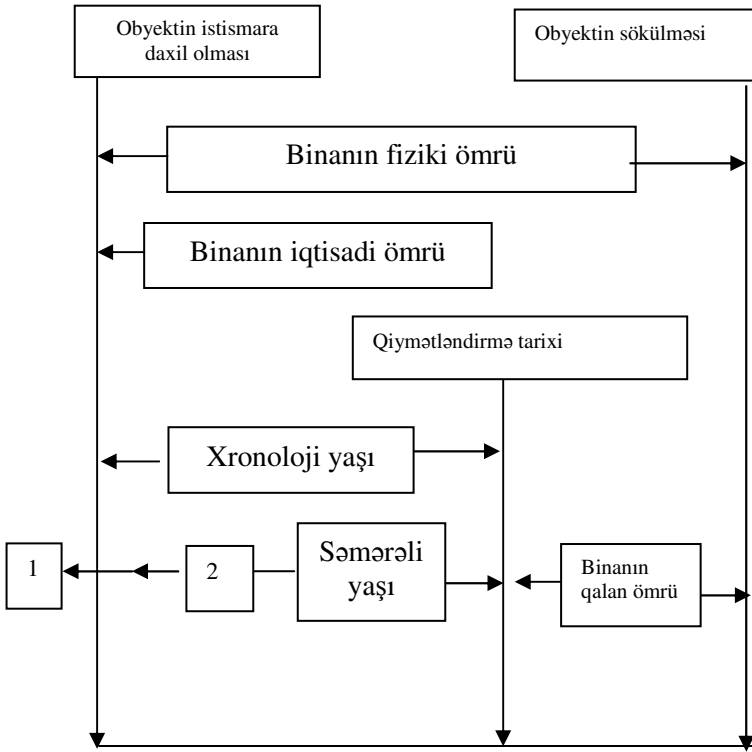 Obyektin istismara
daxil olması
Obyektin sökülməsi
Binanın fiziki ömrü
Binanın iqtisadi ömrü
Qiymətləndirmə tarixi
Xronoloji yaşı
1
2
Səmərəli
yaşı
Binanın
qalan ömrü